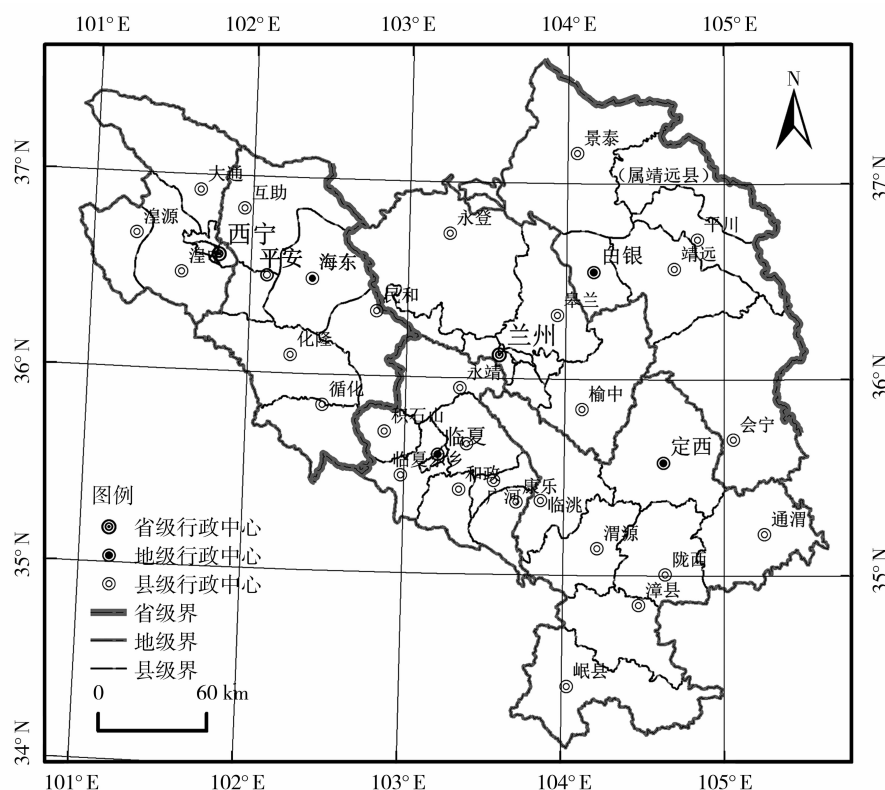 101° E
102° E
103° E
104° E
105° E
N
37° N
37° N
景泰
(属靖远县)
大通
互助
永登
平川
湟源
西宁
白银
靖远
湟中
平安
海东
民和
皋兰
兰州
化隆
36° N
36° N
永靖
循化
榆中
积石山
会宁
临夏
定西
临夏
乡
和政
康乐
广河
临洮
通渭
渭源
陇西
漳县
岷县
图例
省级行政中心
地级行政中心
县级行政中心
省级界
地级界
县级界
0
60 km
35° N
35° N
34° N
101° E
102° E
103° E
104° E
105° E